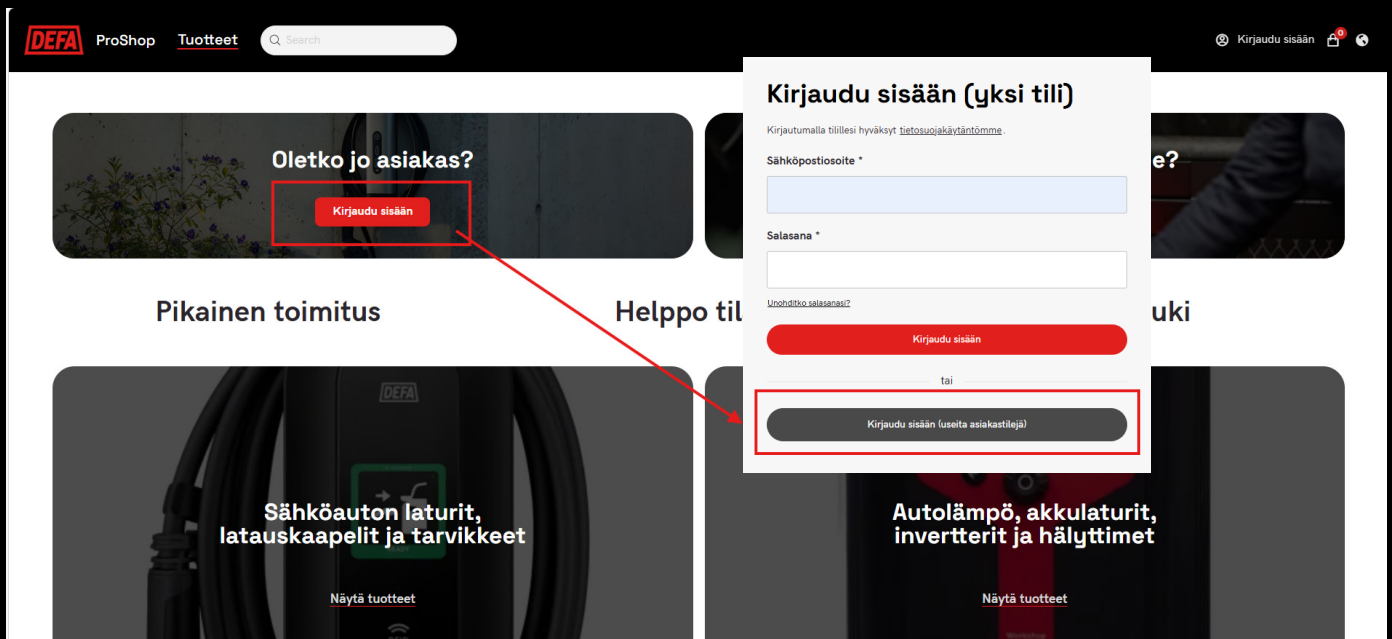 DEFA
ProShop
Tuotteet
Search
Kirjaudu sisään
0
Oletko jo asiakas?
Kirjaudu sisään
e?
Kirjaudu sisään (yksi tili)
Kirjautumalla tilillesi hyväksyt tietosuojakäytäntömme.
Sähköpostiosoite *
Salasana *
Unohditko salasanasi?
Kirjaudu sisään
tai
Kirjaudu sisään (useita asiakastilejä)
Pikainen toimitus
Helppo til
uki
DEFA
READY
Sähköauton laturit,
latauskaapelit ja tarvikkeet
Näytä tuotteet
Autolämpö, akkulaturit,
invertterit ja hälyttimet
Näytä tuotteet
Workshop